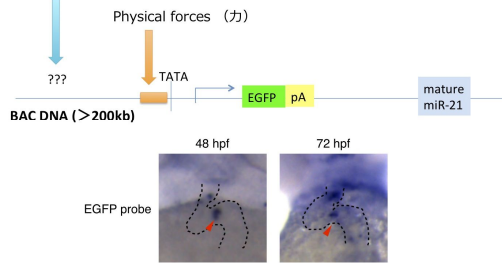 Physical forces （力）
???
TATA
EGFP
pA
mature
miR-21
BAC DNA (＞200kb)
48 hpf
72 hpf
EGFP probe